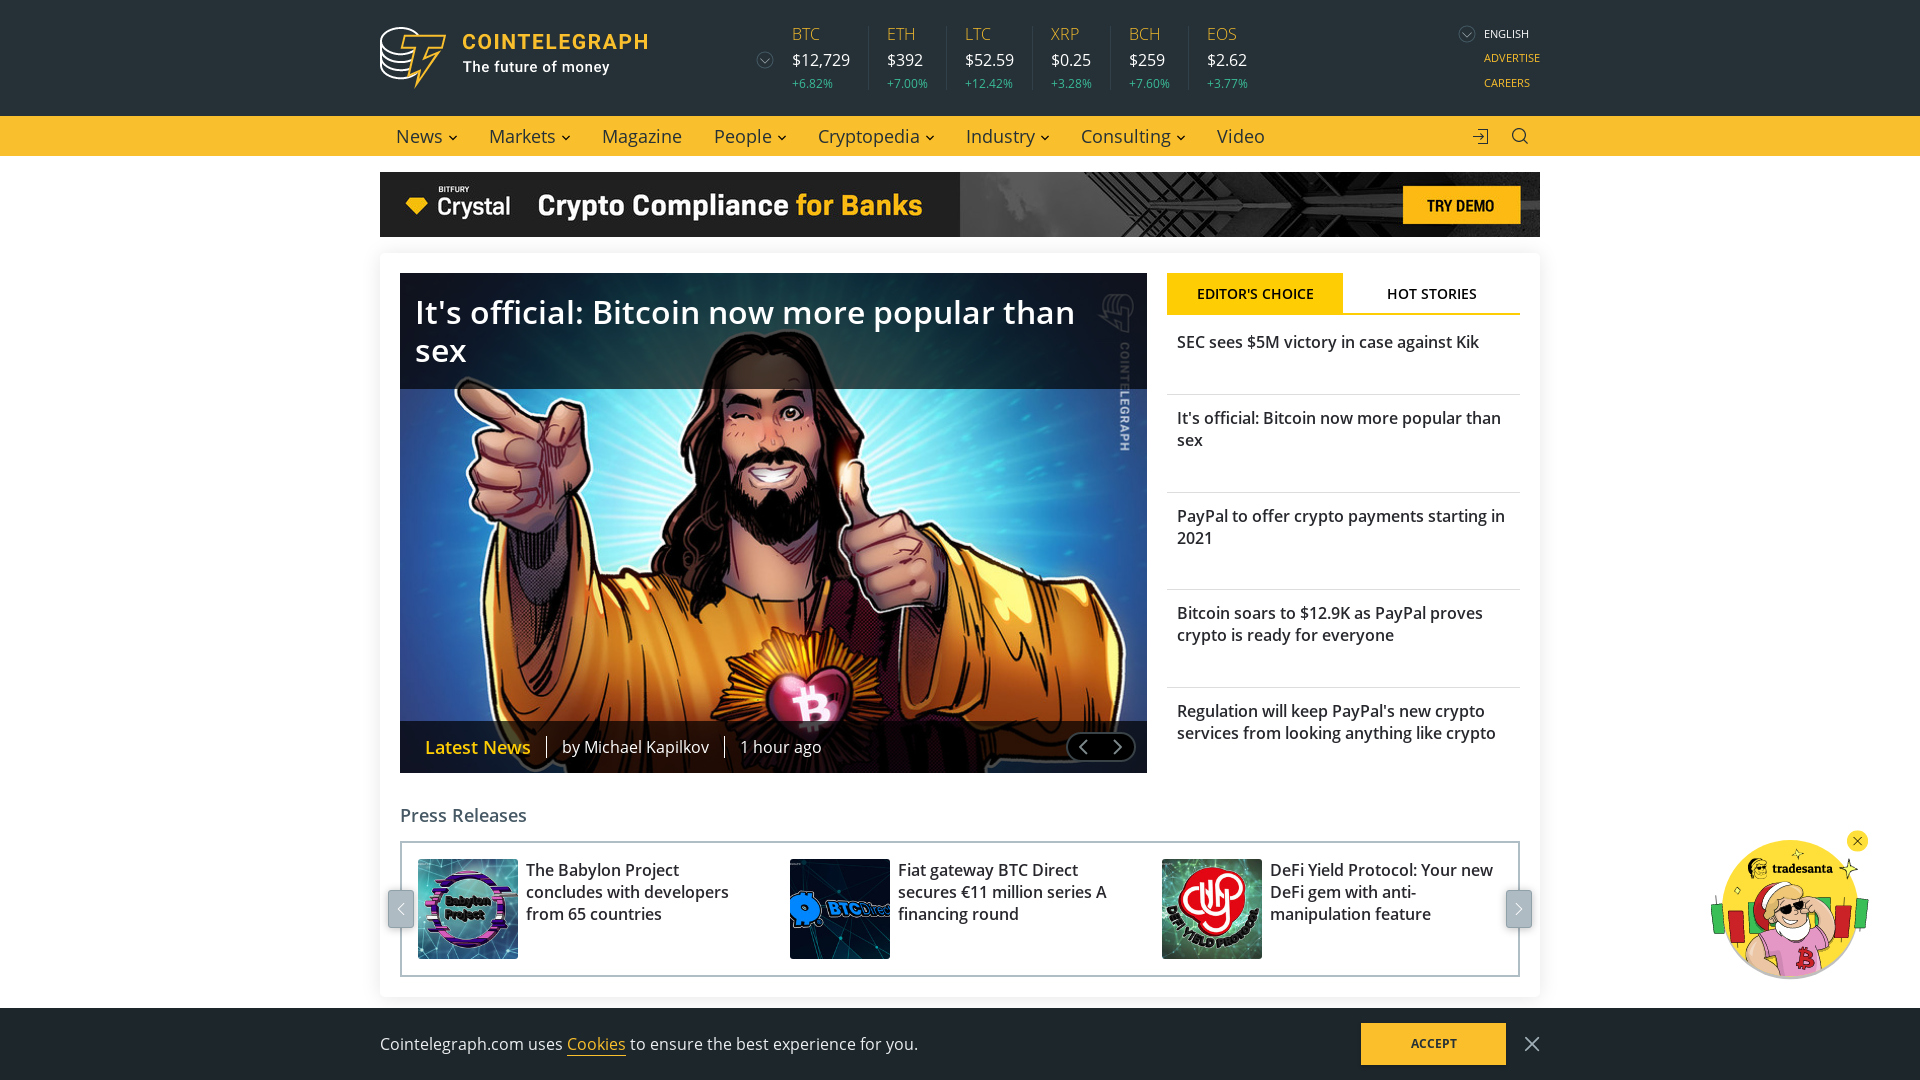 COINTELEGRAPH
The future of money
BTC
$12,729
+6.82%
ETH
$392
+7.00%
LTC
$52.59
+12.42%
XRP
$0.25
+3.28%
BCH
$259
+7.60%
EOS
$2.62
+3.77%
ENGLISH
ADVERTISE
CAREERS
News
Markets
Magazine
People
Cryptopedia
Industry
Consulting
Video
BITFURY
Crystal
Crypto Compliance for Banks
TRY DEMO
It's official: Bitcoin now more popular than
sex
COINTELEGRAPH
Latest News
by Michael Kapilkov
1 hour ago
EDITOR'S CHOICE
HOT STORIES
SEC sees $5M victory in case against Kik
It's official: Bitcoin now more popular than
sex
PayPal to offer crypto payments starting in
2021
Bitcoin soars to $12.9K as PayPal proves
crypto is ready for everyone
Regulation will keep PayPal's new crypto
services from looking anything like crypto
Press Releases
Babylon
Project
The Babylon Project
concludes with developers
from 65 countries
BTCDirect
Fiat gateway BTC Direct
secures €11 million series A
financing round
DEFI YIELD PROTOCOL
DeFi Yield Protocol: Your new
DeFi gem with anti-
manipulation feature
tradesanta
Cointelegraph.com uses Cookies to ensure the best experience for you.
ACCEPT